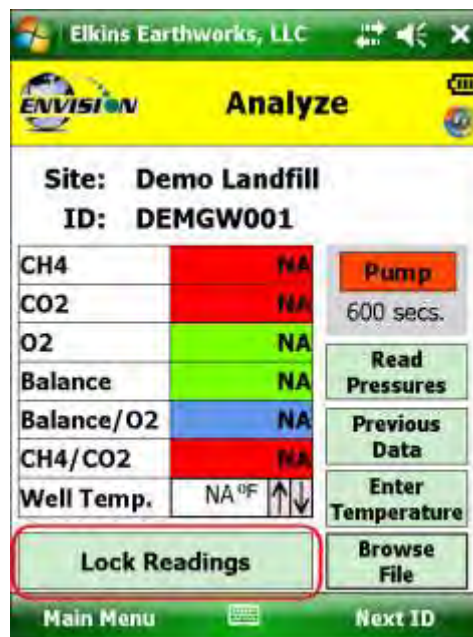 Elkins Earthworks, LLC
ENVISION
Analyze
Site: Demo Landfill
ID: DEMGW001
CH4 NA
CO2 NA
O2 NA
Balance NA
Balance/O2 NA
CH4/CO2 NA
Well Temp. NA °F
Pump
600 secs.
Read
Pressures
Previous
Data
Enter
Temperature
Browse
File
Lock Readings
Main Menu
Next ID